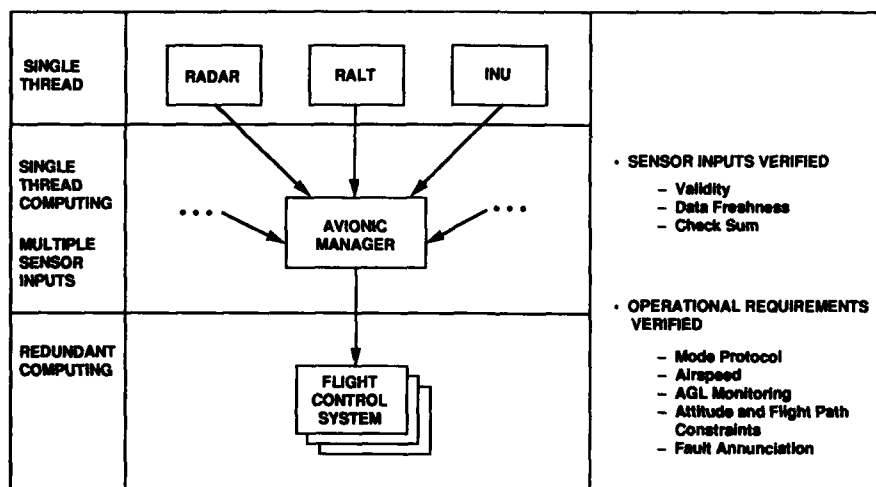 SINGLE
THREAD
RADAR
RALT
INU
SINGLE
THREAD
COMPUTING
MULTIPLE
SENSOR
INPUTS
• • •
AVIONIC
MANAGER
• • •
REDUNDANT
COMPUTING
FLIGHT
CONTROL
SYSTEM
• SENSOR INPUTS VERIFIED
– Validity
– Data Freshness
– Check Sum
• OPERATIONAL REQUIREMENTS
VERIFIED
– Mode Protocol
– Airspeed
– AGL Monitoring
– Attitude and Flight Path
Constraints
– Fault Annunciation